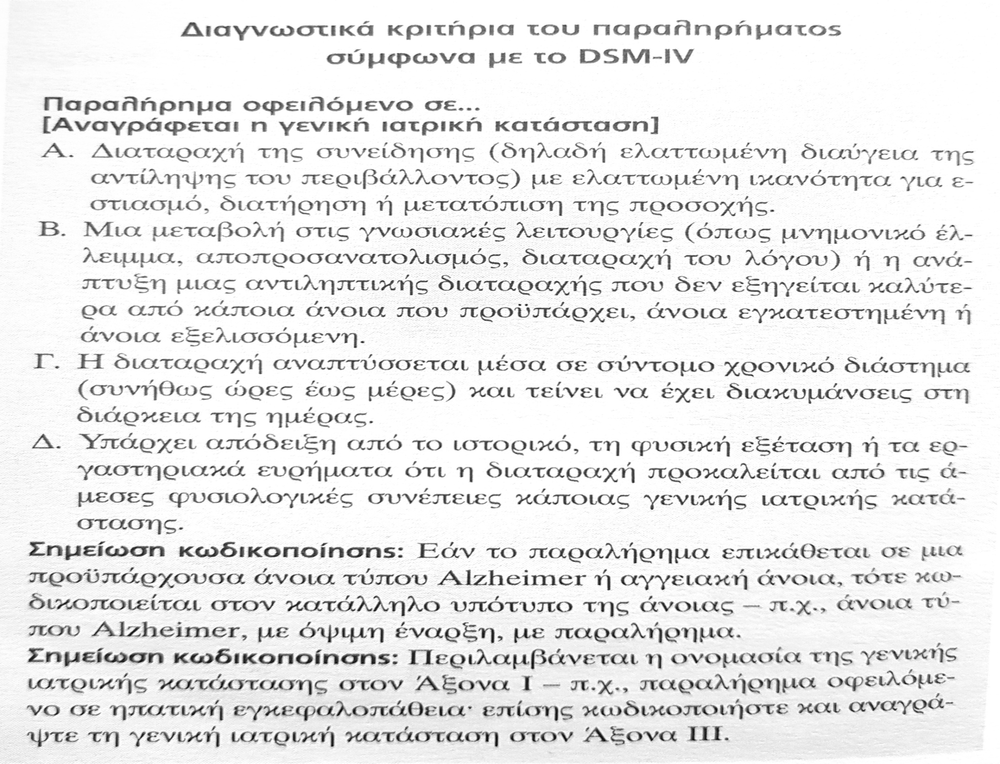 Διαγνωστικά κριτήρια του παραληρήματος
σύμφωνα με το DSM-IV
Παραλήρημα οφειλόμενο σε...
[Αναγράφεται η γενική ιατρική κατάσταση]
Α. Διαταραχή της συνείδησης (δηλαδή ελαττωμένη διαύγεια της
αντίληψης του περιβάλλοντος) με ελαττωμένη ικανότητα για ε-
στιασμό, διατήρηση ή μετατόπιση της προσοχής.
Β. Μια μεταβολή στις γνωσιακές λειτουργίες (όπως μνημονικό έλ-
λειμμα, αποπροσανατολισμός, διαταραχή του λόγου) ή η ανά-
πτυξη μιας αντιληπτικής διαταραχής που δεν εξηγείται καλύτε-
ρα από κάποια άνοια που προϋπάρχει, άνοια εγκατεστημένη ή
άνοια εξελισσόμενη.
Γ. Η διαταραχή αναπτύσσεται μέσα σε σύντομο χρονικό διάστημα
(συνήθως ώρες έως μέρες) και τείνει να έχει διακυμάνσεις στη
διάρκεια της ημέρας.
Δ. Υπάρχει απόδειξη από το ιστορικό, τη φυσική εξέταση ή τα ερ-
γαστηριακά ευρήματα ότι η διαταραχή προκαλείται από τις ά-
μεσες φυσιολογικές συνέπειες κάποιας γενικής ιατρικής κατά-
στασης.
Σημείωση κωδικοποίησης: Εάν το παραλήρημα επικάθεται σε μια
προϋπάρχουσα άνοια τύπου Alzheimer ή αγγειακή άνοια, τότε κω-
δικοποιείται στον κατάλληλο υπότυπο της άνοιας – π.χ., άνοια τύ-
που Alzheimer, με όψιμη έναρξη, με παραλήρημα.
Σημείωση κωδικοποίησης: Περιλαμβάνεται η ονομασία της γενικής
ιατρικής κατάστασης στον Άξονα Ι – π.χ., παραλήρημα οφειλόμε-
νο σε ηπατική εγκεφαλοπάθεια· επίσης κωδικοποιήστε και αναγρά-
ψτε τη γενική ιατρική κατάσταση στον Άξονα ΙΙΙ.